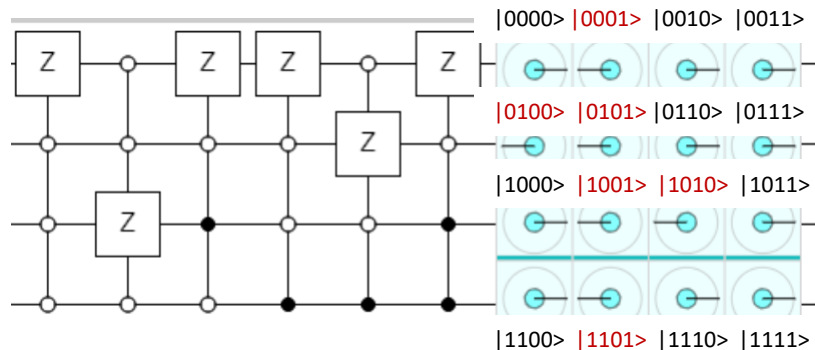 |0000> |0001> |0010> |0011>
Z Z Z Z
|0100> |0101> |0110> |0111>
Z
|1000> |1001> |1010> |1011>
Z
|1100> |1101> |1110> |1111>